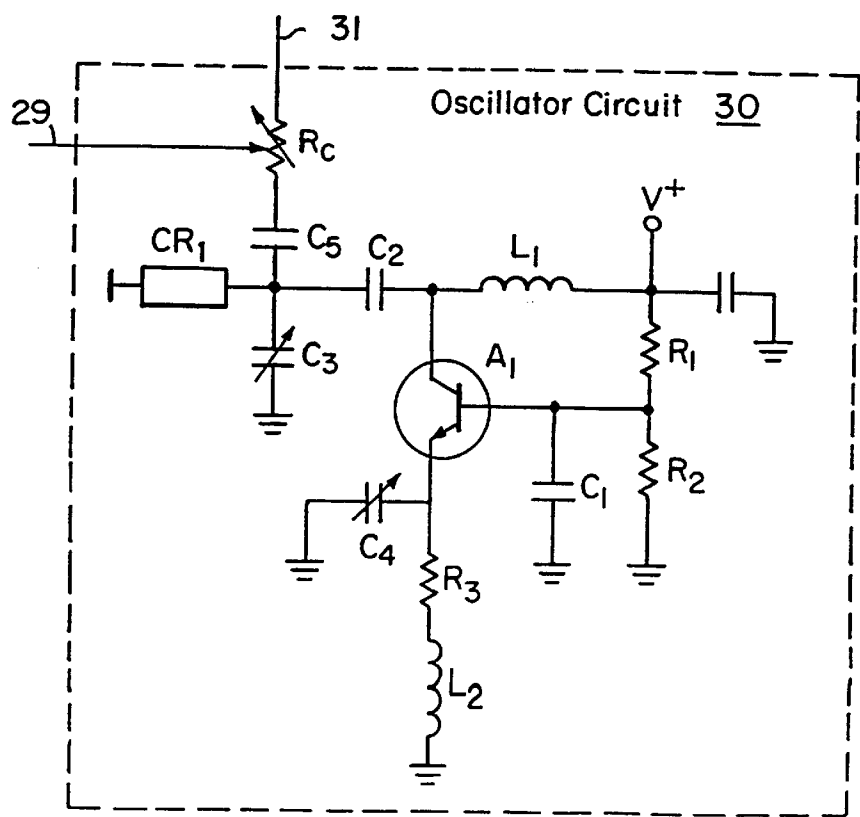 31
Oscillator Circuit 30
29
RC
V+
CR1
C5
C2
L1
C3
A1
R1
C1
R2
C4
R3
L2